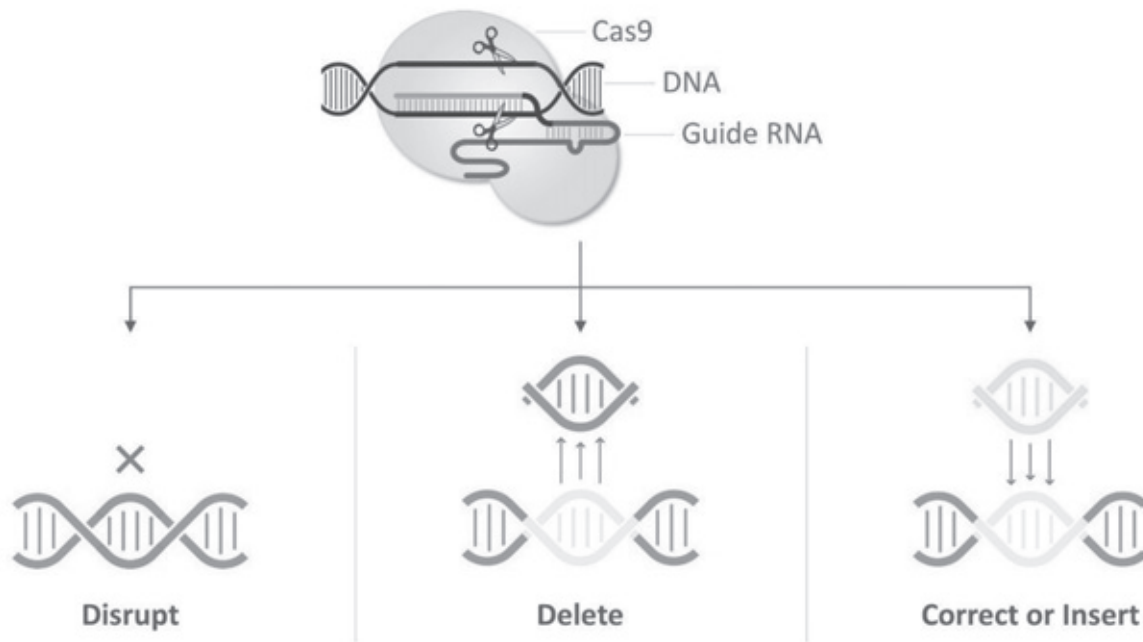 Cas9
DNA
Guide RNA
Disrupt
Delete
Correct or Insert